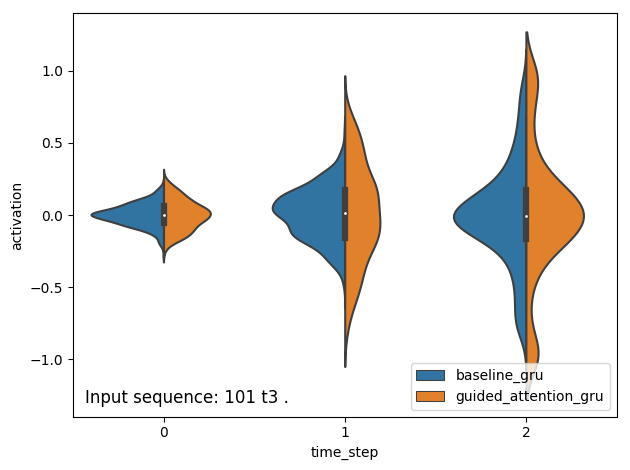 1.0
0.5
0.0
−0.5
−1.0
activation
Input sequence: 101 t3 .
baseline_gru
guided_attention_gru
0 1 2
time_step